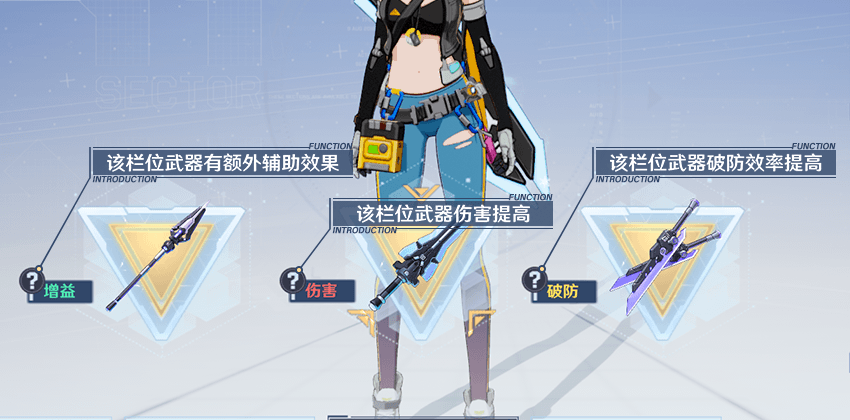 SECTOR
FUNCTION
该栏位武器有额外辅助效果
INTRODUCTION
?
增益
FUNCTION
该栏位武器伤害提高
INTRODUCTION
?
伤害
FUNCTION
该栏位武器破防效率提高
INTRODUCTION
?
破防